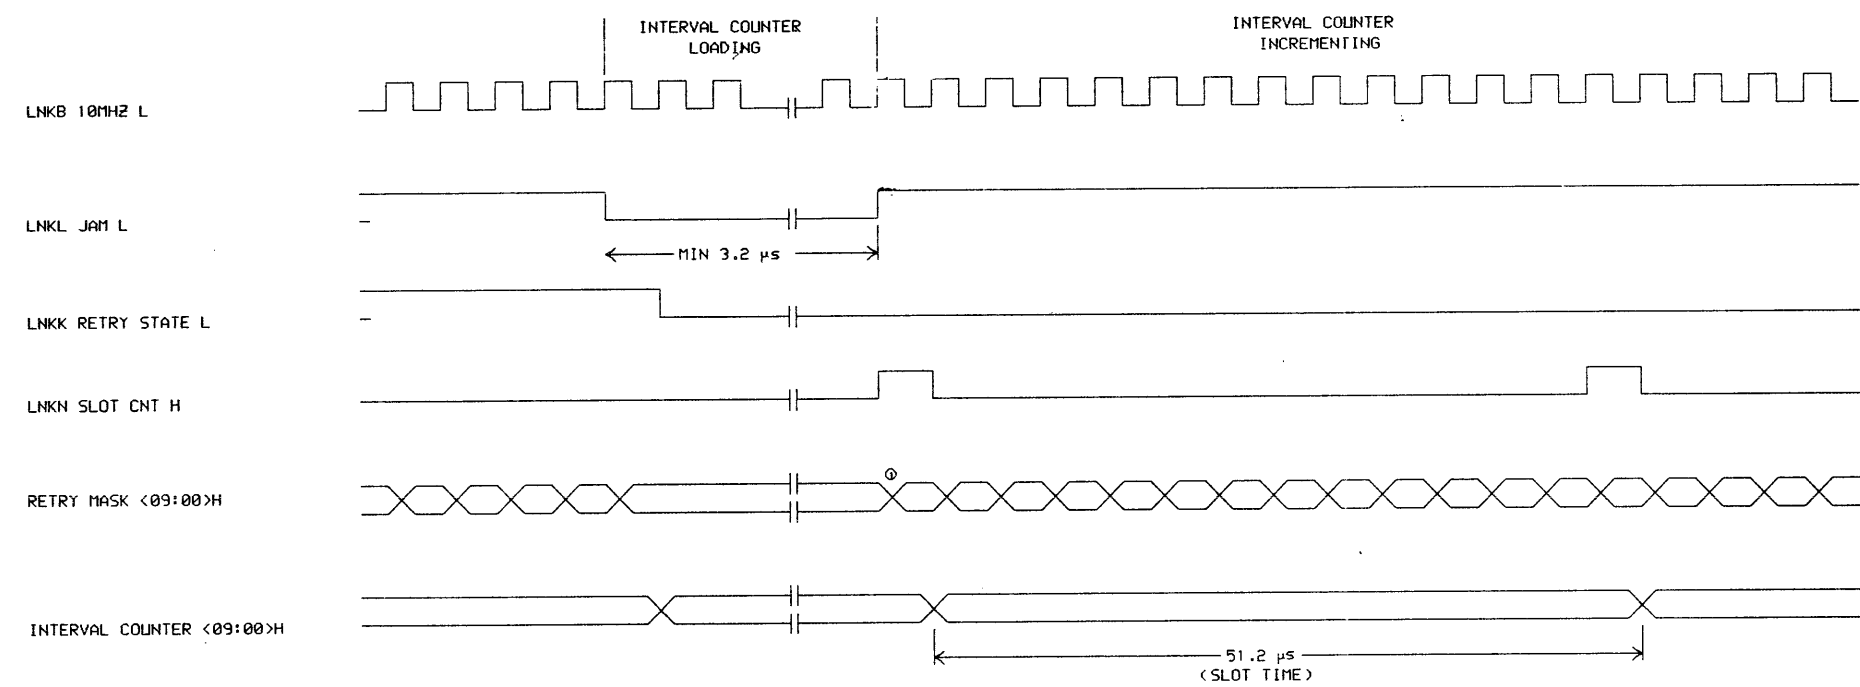 INTERVAL COUNTER
LOADING
INTERVAL COUNTER
INCREMENTING
LNKB 10MHZ L
LNKL JAM L
MIN 3.2 µs
LNKK RETRY STATE L
LNKN SLOT CNT H
1
RETRY MASK <09:00>H
INTERVAL COUNTER <09:00>H
51.2 µs
(SLOT TIME)